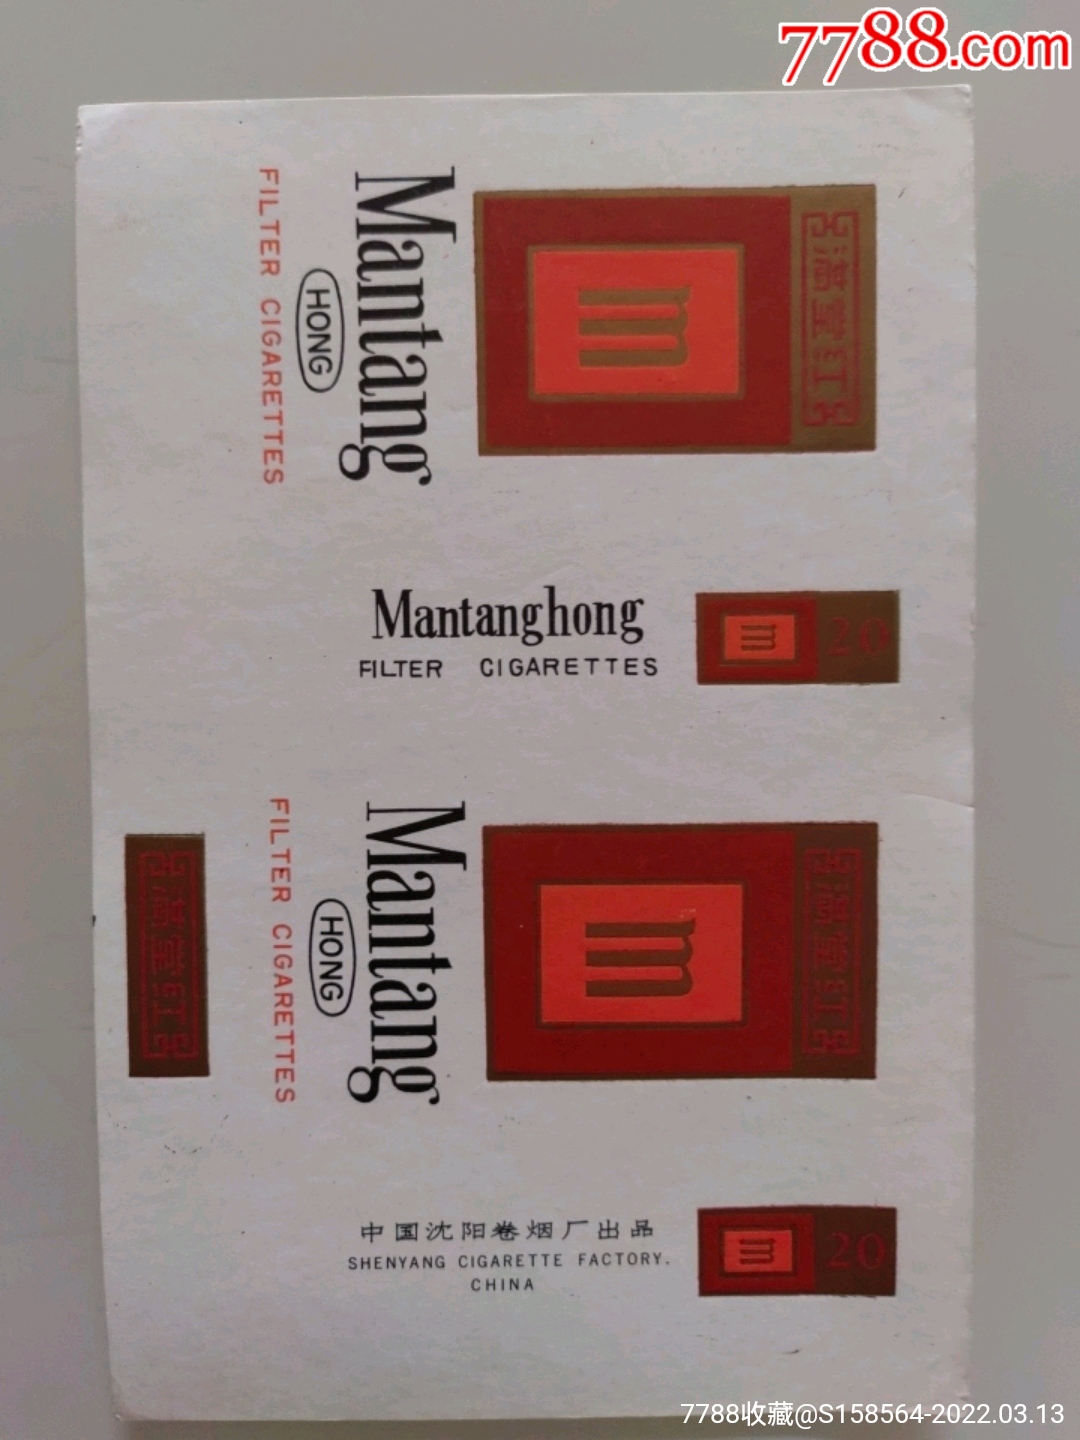 7788.com
满堂红
m
Mantang
HONG
FILTER CIGARETTES
Mantanghong
FILTER CIGARETTES
m
20
满堂红
m
Mantang
HONG
FILTER CIGARETTES
满堂红
中国沈阳卷烟厂出品
SHENYANG CIGARETTE FACTORY.
CHINA
m
20
7788收藏@S158564-2022.03.13